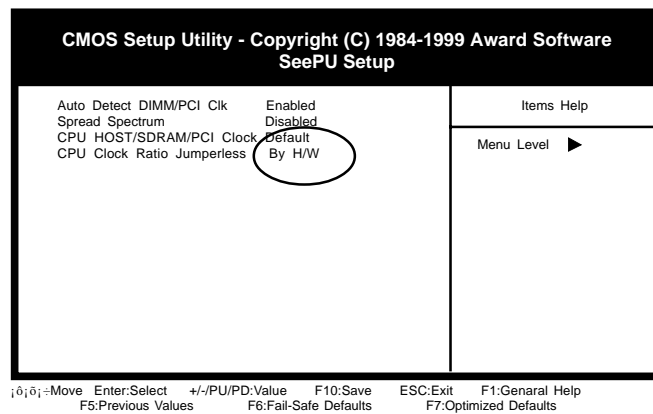 CMOS Setup Utility - Copyright (C) 1984-1999 Award Software
SeePU Setup
Auto Detect DIMM/PCI Clk Enabled
Spread Spectrum Disabled
CPU HOST/SDRAM/PCI Clock Default
CPU Clock Ratio Jumperless By H/W
Items Help
Menu Level ▶
¡ô¡õ¡÷Move Enter:Select +/-/PU/PD:Value F10:Save ESC:Exit F1:Genaral Help
F5:Previous Values F6:Fail-Safe Defaults F7:Optimized Defaults